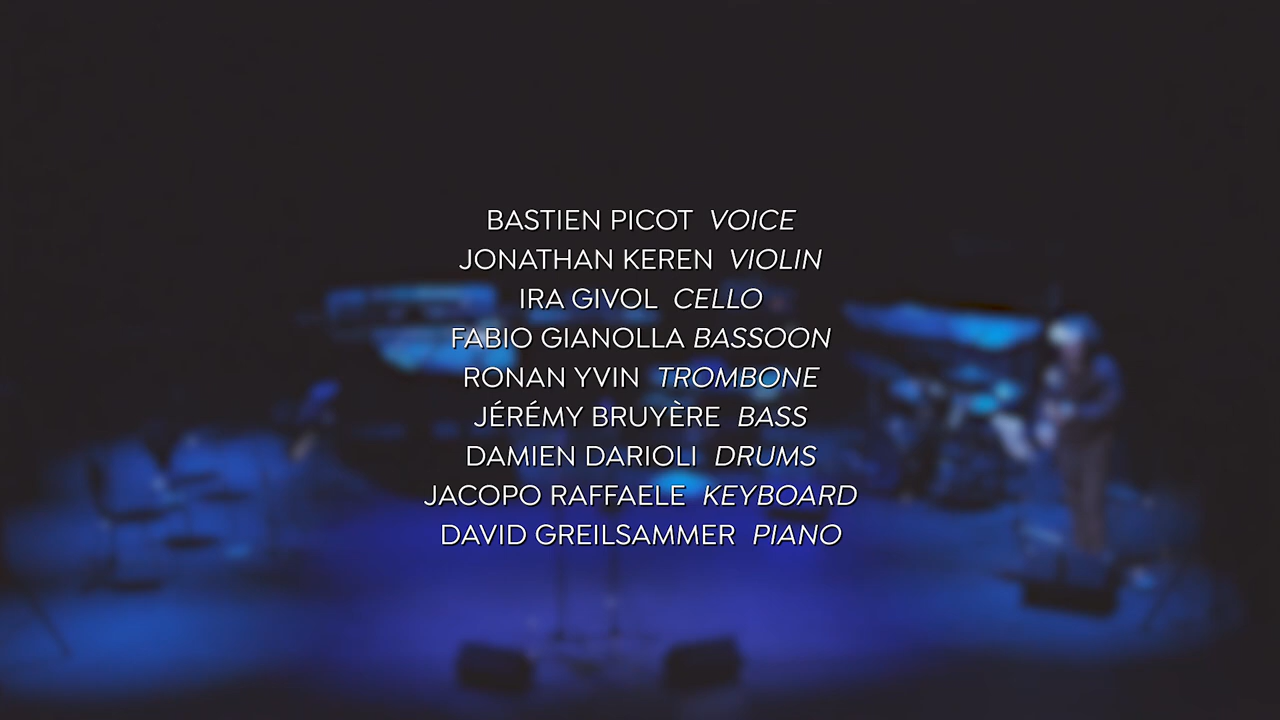 BASTIEN PICOT VOICE
JONATHAN KEREN VIOLIN
IRA GIVOL CELLO
FABIO GIANOLLA BASSOON
RONAN YVIN TROMBONE
JÉRÉMY BRUYÈRE BASS
DAMIEN DARIOLI DRUMS
JACOPO RAFFAELE KEYBOARD
DAVID GREILSAMMER PIANO